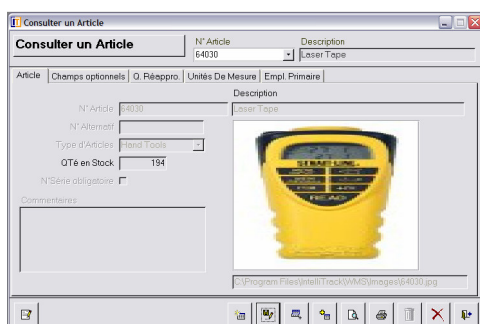 Consulter un Article
Consulter un Article
N° Article
Description
64030
Laser Tape
Article
Champs optionnels
Q. Réappro.
Unités De Mesure
Empl. Primaire
Description
N° Article
64030
Laser Tape
N° Alternatif
Type d'Articles
Hand Tools
QTé en Stock
194
N°Série obligatoire
Commentaires
STRAIT-LINE
READ
C:\Program Files\IntelliTrack\WMS\Images\64030.jpg